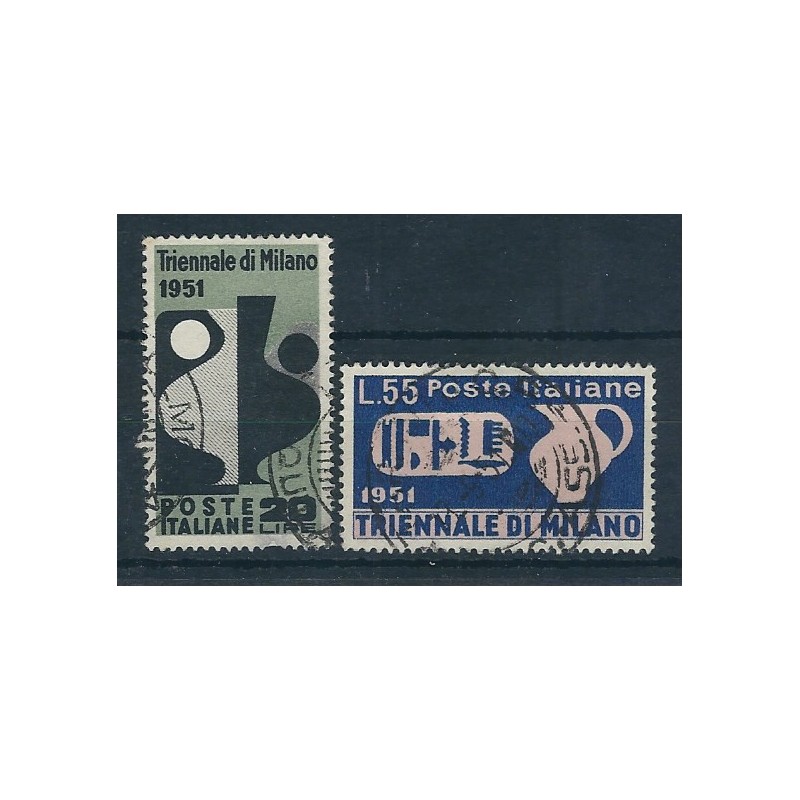 Triennale di Milano
1951
POSTE
ITALIANE 20
LIRE
L.55 Poste Italiane
1951
TRIENNALE DI MILANO